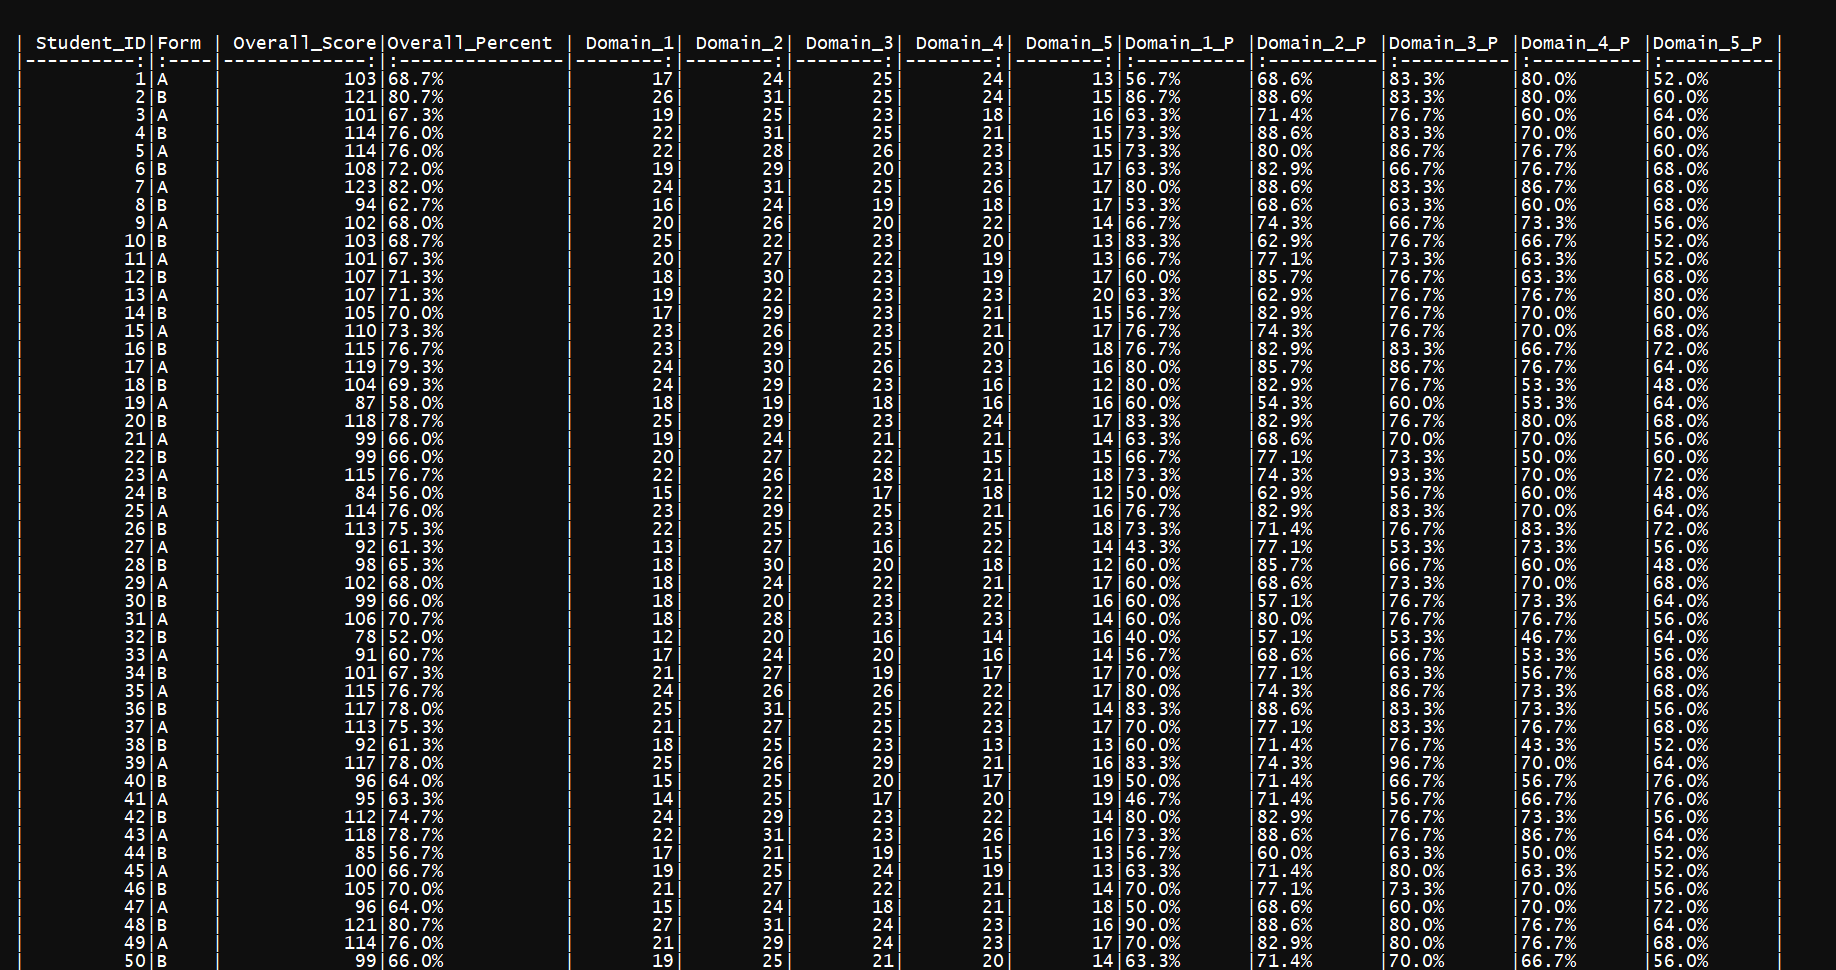 | Student_ID|Form | Overall_Score|Overall_Percent | Domain_1| Domain_2| Domain_3| Domain_4| Domain_5|Domain_1_P |Domain_2_P |Domain_3_P |Domain_4_P |Domain_5_P |
|----------:|:----|-------------:|:---------------|--------:|--------:|--------:|--------:|--------:|:----------|:----------|:----------|:----------|:----------|
| 1|A | 103|68.7% | 17| 24| 25| 24| 13|56.7% |68.6% |83.3% |80.0% |52.0% |
| 2|B | 121|80.7% | 26| 31| 25| 24| 15|86.7% |88.6% |83.3% |80.0% |60.0% |
| 3|A | 101|67.3% | 19| 25| 23| 18| 16|63.3% |71.4% |76.7% |60.0% |64.0% |
| 4|B | 114|76.0% | 22| 31| 25| 21| 15|73.3% |88.6% |83.3% |70.0% |60.0% |
| 5|A | 114|76.0% | 22| 28| 26| 23| 15|73.3% |80.0% |86.7% |76.7% |60.0% |
| 6|B | 108|72.0% | 19| 29| 20| 23| 17|63.3% |82.9% |66.7% |76.7% |68.0% |
| 7|A | 123|82.0% | 24| 31| 25| 26| 17|80.0% |88.6% |83.3% |86.7% |68.0% |
| 8|B | 94|62.7% | 16| 24| 19| 18| 17|53.3% |68.6% |63.3% |60.0% |68.0% |
| 9|A | 102|68.0% | 20| 26| 20| 22| 14|66.7% |74.3% |66.7% |73.3% |56.0% |
| 10|B | 103|68.7% | 25| 22| 23| 20| 13|83.3% |62.9% |76.7% |66.7% |52.0% |
| 11|A | 101|67.3% | 20| 27| 22| 19| 13|66.7% |77.1% |73.3% |63.3% |52.0% |
| 12|B | 107|71.3% | 18| 30| 23| 19| 17|60.0% |85.7% |76.7% |63.3% |68.0% |
| 13|A | 107|71.3% | 19| 22| 23| 23| 20|63.3% |62.9% |76.7% |76.7% |80.0% |
| 14|B | 105|70.0% | 17| 29| 23| 21| 15|56.7% |82.9% |76.7% |70.0% |60.0% |
| 15|A | 110|73.3% | 23| 26| 23| 21| 17|76.7% |74.3% |76.7% |70.0% |68.0% |
| 16|B | 115|76.7% | 23| 29| 25| 20| 18|76.7% |82.9% |83.3% |66.7% |72.0% |
| 17|A | 119|79.3% | 24| 30| 26| 23| 16|80.0% |85.7% |86.7% |76.7% |64.0% |
| 18|B | 104|69.3% | 24| 29| 23| 16| 12|80.0% |82.9% |76.7% |53.3% |48.0% |
| 19|A | 87|58.0% | 18| 19| 18| 16| 16|60.0% |54.3% |60.0% |53.3% |64.0% |
| 20|B | 118|78.7% | 25| 29| 23| 24| 17|83.3% |82.9% |76.7% |80.0% |68.0% |
| 21|A | 99|66.0% | 19| 24| 21| 21| 14|63.3% |68.6% |70.0% |70.0% |56.0% |
| 22|B | 99|66.0% | 20| 27| 22| 15| 15|66.7% |77.1% |73.3% |50.0% |60.0% |
| 23|A | 115|76.7% | 22| 26| 28| 21| 18|73.3% |74.3% |93.3% |70.0% |72.0% |
| 24|B | 84|56.0% | 15| 22| 17| 18| 12|50.0% |62.9% |56.7% |60.0% |48.0% |
| 25|A | 114|76.0% | 23| 29| 25| 21| 16|76.7% |82.9% |83.3% |70.0% |64.0% |
| 26|B | 113|75.3% | 22| 25| 23| 25| 18|73.3% |71.4% |76.7% |83.3% |72.0% |
| 27|A | 92|61.3% | 13| 27| 16| 22| 14|43.3% |77.1% |53.3% |73.3% |56.0% |
| 28|B | 98|65.3% | 18| 30| 20| 18| 12|60.0% |85.7% |66.7% |60.0% |48.0% |
| 29|A | 102|68.0% | 18| 24| 22| 21| 17|60.0% |68.6% |73.3% |70.0% |68.0% |
| 30|B | 99|66.0% | 18| 20| 23| 22| 16|60.0% |57.1% |76.7% |73.3% |64.0% |
| 31|A | 106|70.7% | 18| 28| 23| 23| 14|60.0% |80.0% |76.7% |76.7% |56.0% |
| 32|B | 78|52.0% | 12| 20| 16| 14| 16|40.0% |57.1% |53.3% |46.7% |64.0% |
| 33|A | 91|60.7% | 17| 24| 20| 16| 14|56.7% |68.6% |66.7% |53.3% |56.0% |
| 34|B | 101|67.3% | 21| 27| 19| 17| 17|70.0% |77.1% |63.3% |56.7% |68.0% |
| 35|A | 115|76.7% | 24| 26| 26| 22| 17|80.0% |74.3% |86.7% |73.3% |68.0% |
| 36|B | 117|78.0% | 25| 31| 25| 22| 14|83.3% |88.6% |83.3% |73.3% |56.0% |
| 37|A | 113|75.3% | 21| 27| 25| 23| 17|70.0% |77.1% |83.3% |76.7% |68.0% |
| 38|B | 92|61.3% | 18| 25| 23| 13| 13|60.0% |71.4% |76.7% |43.3% |52.0% |
| 39|A | 117|78.0% | 25| 26| 29| 21| 16|83.3% |74.3% |96.7% |70.0% |64.0% |
| 40|B | 96|64.0% | 15| 25| 20| 17| 19|50.0% |71.4% |66.7% |56.7% |76.0% |
| 41|A | 95|63.3% | 14| 25| 17| 20| 19|46.7% |71.4% |56.7% |66.7% |76.0% |
| 42|B | 112|74.7% | 24| 29| 23| 22| 14|80.0% |82.9% |76.7% |73.3% |56.0% |
| 43|A | 118|78.7% | 22| 31| 23| 26| 16|73.3% |88.6% |76.7% |86.7% |64.0% |
| 44|B | 85|56.7% | 17| 21| 19| 15| 13|56.7% |60.0% |63.3% |50.0% |52.0% |
| 45|A | 100|66.7% | 19| 25| 24| 19| 13|63.3% |71.4% |80.0% |63.3% |52.0% |
| 46|B | 105|70.0% | 21| 27| 22| 21| 14|70.0% |77.1% |73.3% |70.0% |56.0% |
| 47|A | 96|64.0% | 15| 24| 18| 21| 18|50.0% |68.6% |60.0% |70.0% |72.0% |
| 48|B | 121|80.7% | 27| 31| 24| 23| 16|90.0% |88.6% |80.0% |76.7% |64.0% |
| 49|A | 114|76.0% | 21| 29| 24| 23| 17|70.0% |82.9% |80.0% |76.7% |68.0% |
| 50|B | 99|66.0% | 19| 25| 21| 20| 14|63.3% |71.4% |70.0% |66.7% |56.0% |